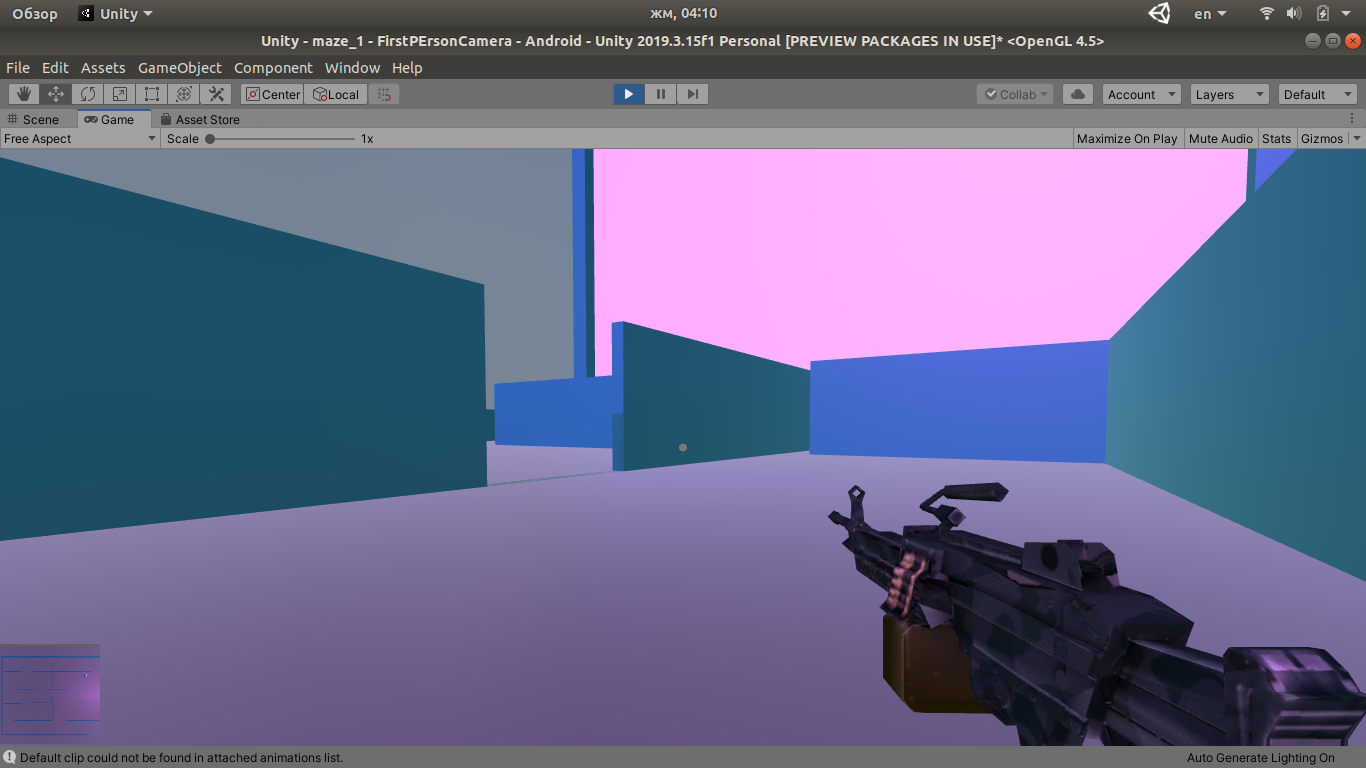 Обзор Unity жм, 04:10 en
Unity - maze_1 - FirstPErsonCamera - Android - Unity 2019.3.15f1 Personal [PREVIEW PACKAGES IN USE]* <OpenGL 4.5>
File Edit Assets GameObject Component Window Help
Center Local Collab Account Layers Default
Scene Game Asset Store
Free Aspect Scale 1x Maximize On Play Mute Audio Stats Gizmos
Default clip could not be found in attached animations list. Auto Generate Lighting On